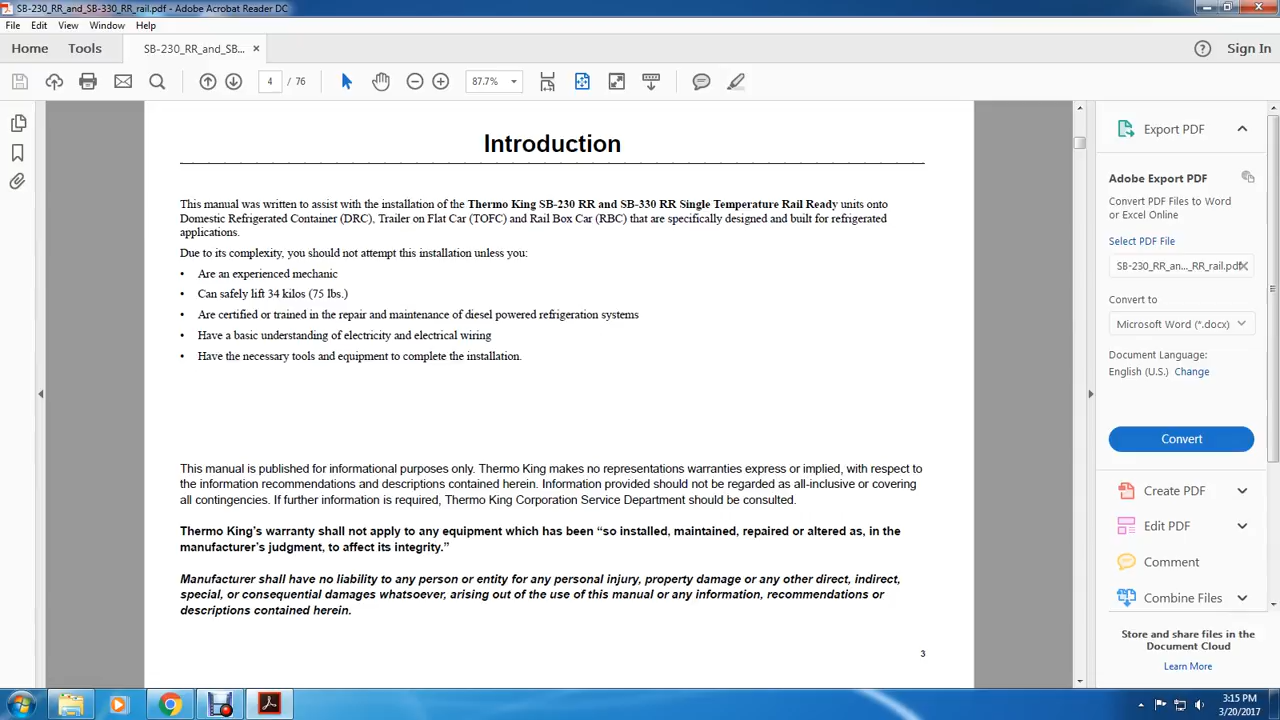 SB-230_RR_and_SB-330_RR_rail.pdf - Adobe Acrobat Reader DC
File Edit View Window Help
Home Tools SB-230_RR_and_SB... × Sign In
4 / 76 87.7%
Introduction
This manual was written to assist with the installation of the Thermo King SB-230 RR and SB-330 RR Single Temperature Rail Ready units onto
Domestic Refrigerated Container (DRC), Trailer on Flat Car (TOFC) and Rail Box Car (RBC) that are specifically designed and built for refrigerated
applications.
Due to its complexity, you should not attempt this installation unless you:
• Are an experienced mechanic
• Can safely lift 34 kilos (75 lbs.)
• Are certified or trained in the repair and maintenance of diesel powered refrigeration systems
• Have a basic understanding of electricity and electrical wiring
• Have the necessary tools and equipment to complete the installation.
This manual is published for informational purposes only. Thermo King makes no representations warranties express or implied, with respect to
the information recommendations and descriptions contained herein. Information provided should not be regarded as all-inclusive or covering
all contingencies. If further information is required, Thermo King Corporation Service Department should be consulted.
Thermo King’s warranty shall not apply to any equipment which has been “so installed, maintained, repaired or altered as, in the
manufacturer’s judgment, to affect its integrity.”
Manufacturer shall have no liability to any person or entity for any personal injury, property damage or any other direct, indirect,
special, or consequential damages whatsoever, arising out of the use of this manual or any information, recommendations or
descriptions contained herein.
3
Export PDF
Adobe Export PDF
Convert PDF Files to Word
or Excel Online
Select PDF File
SB-230_RR_an..._RR_rail.pdf
Convert to
Microsoft Word (*.docx)
Document Language:
English (U.S.) Change
Convert
Create PDF
Edit PDF
Comment
Combine Files
Store and share files in the
Document Cloud
Learn More
3:15 PM
3/20/2017